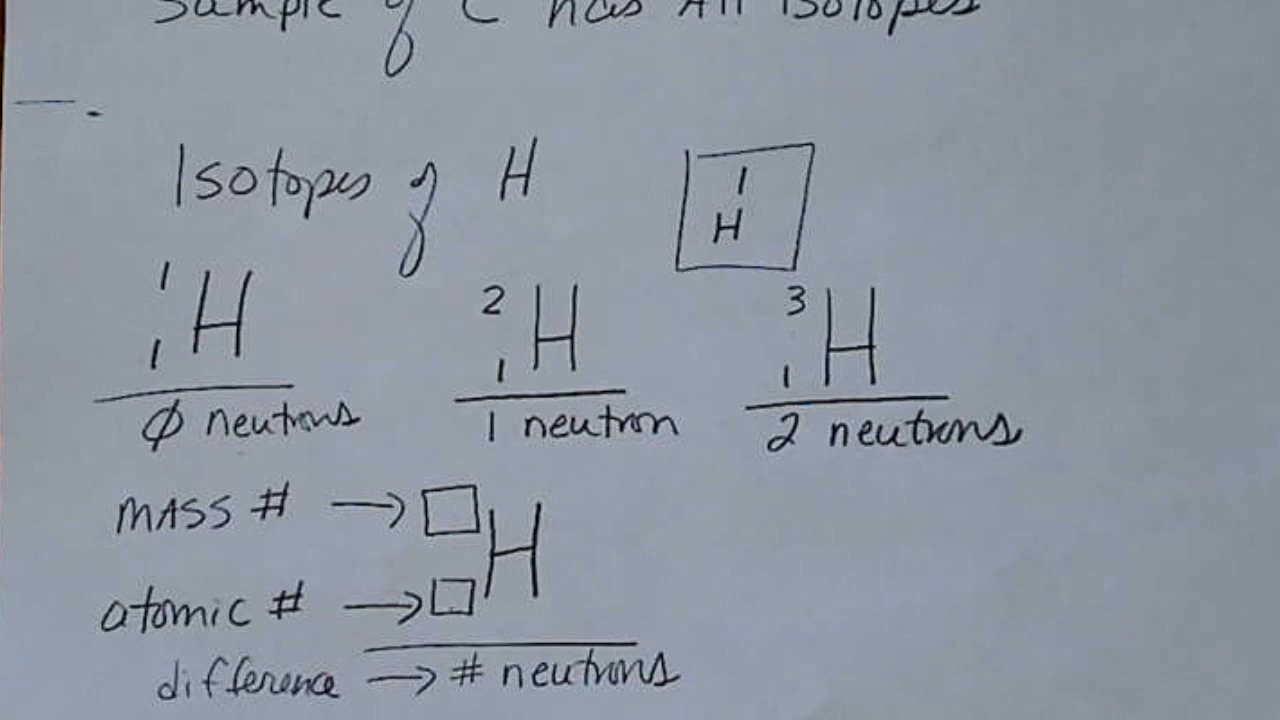 Sample of C has All isotopes
Isotopes of H
1
H
1
1 H
0 neutrons
2
1 H
1 neutron
3
1 H
2 neutrons
MASS # → □ H
atomic # → □
difference → # neutrons